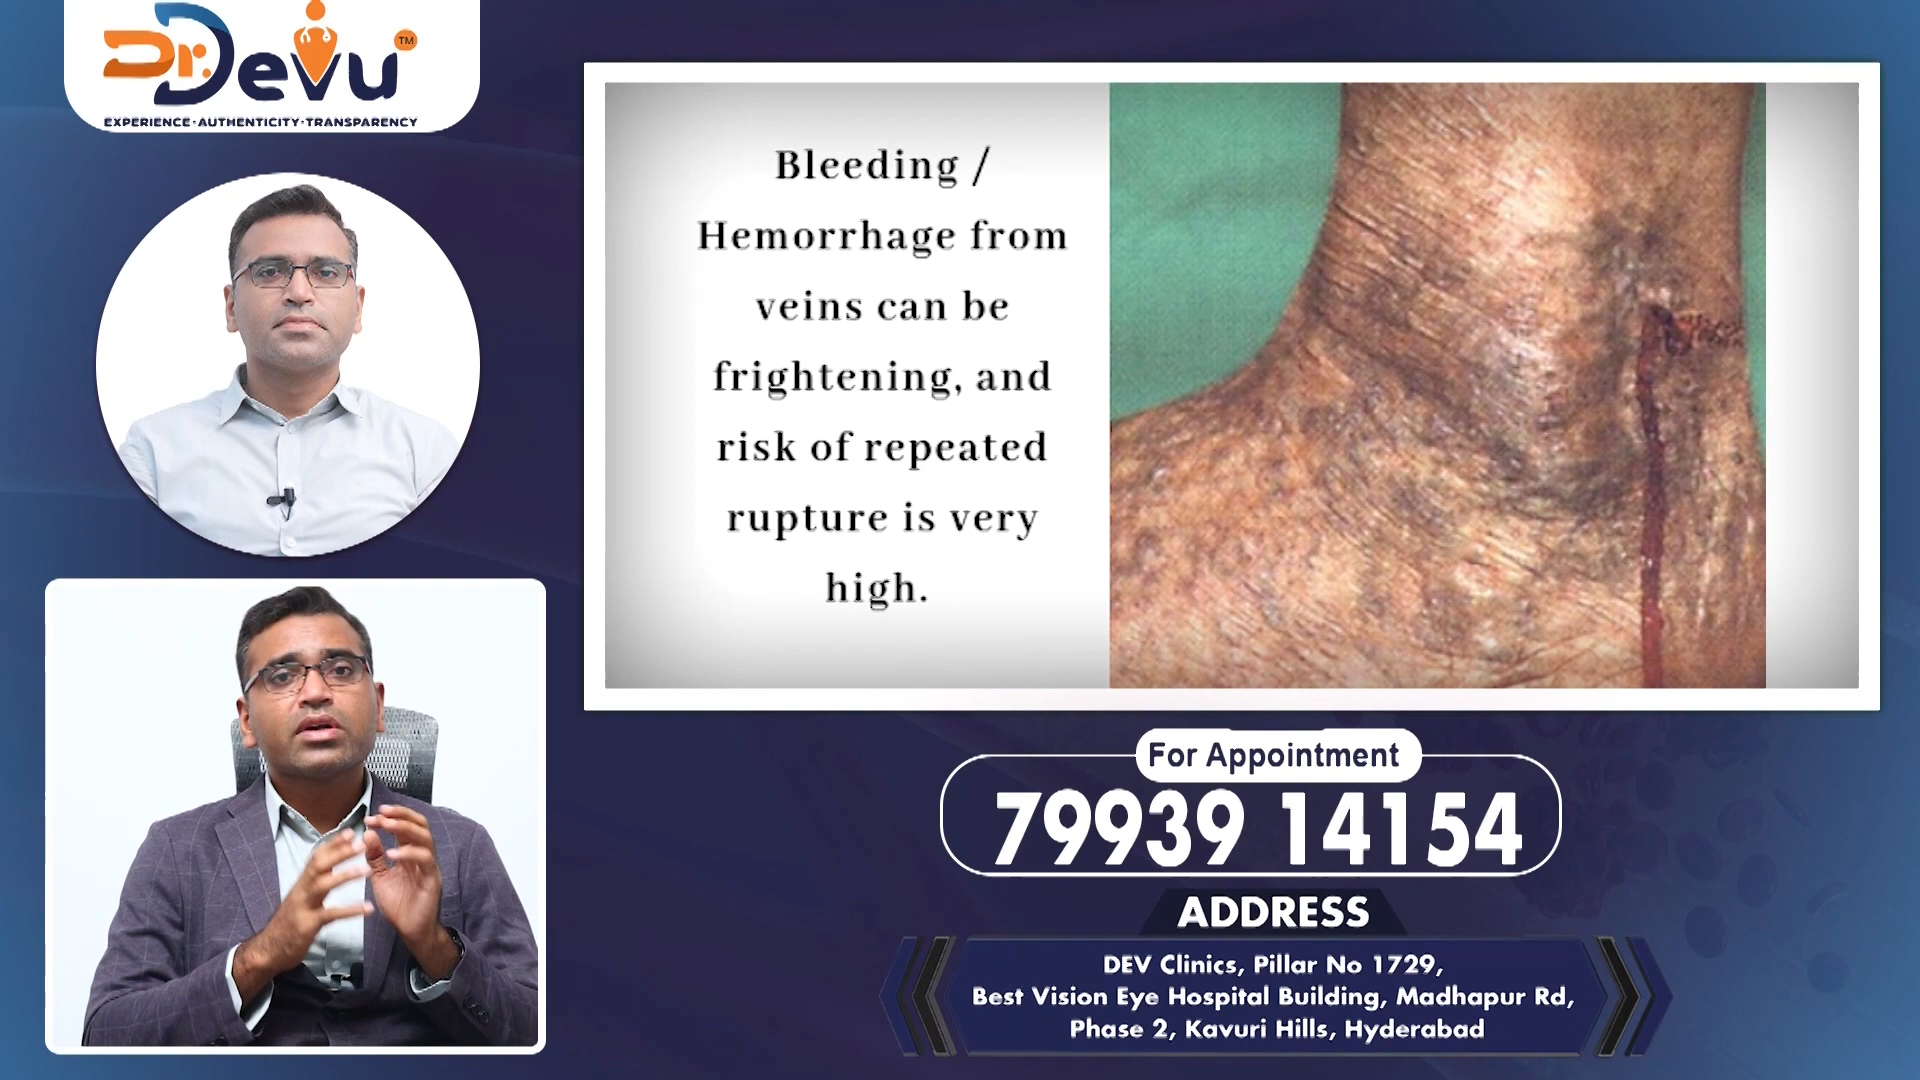 Dr. Devu TM
EXPERIENCE·AUTHENTICITY·TRANSPARENCY
Bleeding /
Hemorrhage from
veins can be
frightening, and
risk of repeated
rupture is very
high.
For Appointment
79939 14154
ADDRESS
DEV Clinics, Pillar No 1729,
Best Vision Eye Hospital Building, Madhapur Rd,
Phase 2, Kavuri Hills, Hyderabad